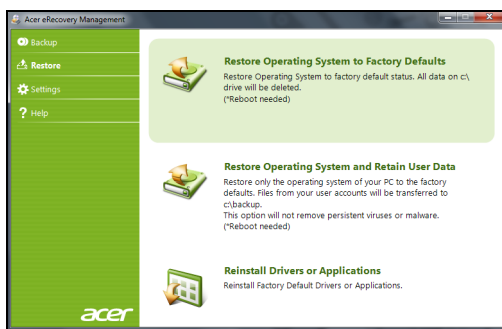 Acer eRecovery Management
Backup
Restore
Settings
? Help
Restore Operating System to Factory Defaults
Restore Operating System to factory default status. All data on c:\
drive will be deleted.
(*Reboot needed)
Restore Operating System and Retain User Data
Restore only the operating system of your PC to the factory
defaults. Files from your user accounts will be transferred to
c:\backup.
This option will not remove persistent viruses or malware.
(*Reboot needed)
Reinstall Drivers or Applications
Reinstall Factory Default Drivers or Applications.
acer